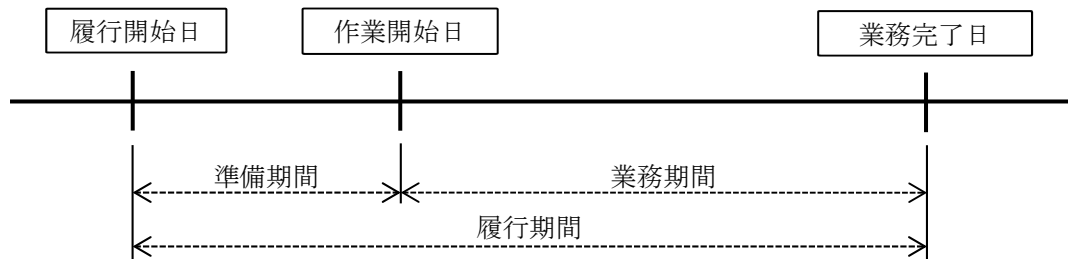 履行開始日
作業開始日
業務完了日
準備期間
業務期間
履行期間